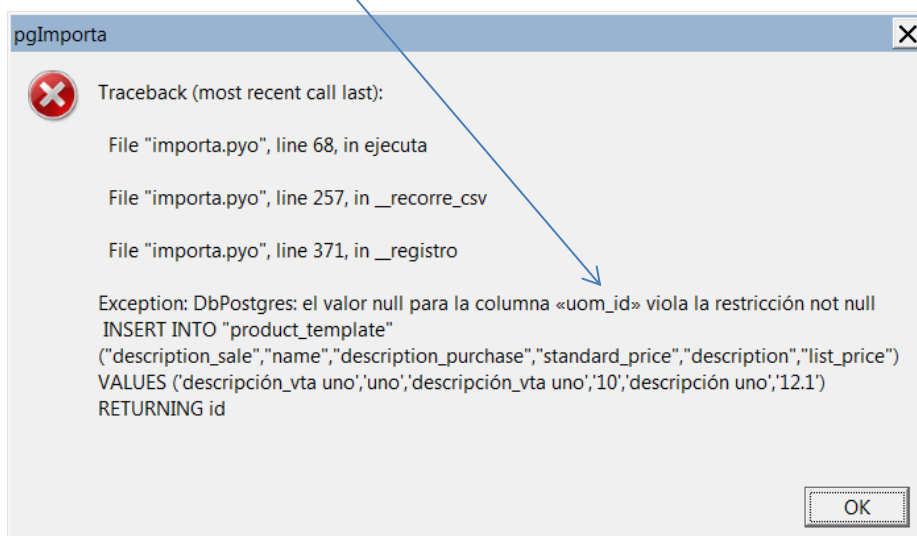 pgImporta
Traceback (most recent call last):
File "importa.pyo", line 68, in ejecuta
File "importa.pyo", line 257, in __recorre_csv
File "importa.pyo", line 371, in __registro
Exception: DbPostgres: el valor null para la columna «uom_id» viola la restricción not null
INSERT INTO "product_template"
("description_sale","name","description_purchase","standard_price","description","list_price")
VALUES ('descripción_vta uno','uno','descripción_vta uno','10','descripción uno','12.1')
RETURNING id
OK